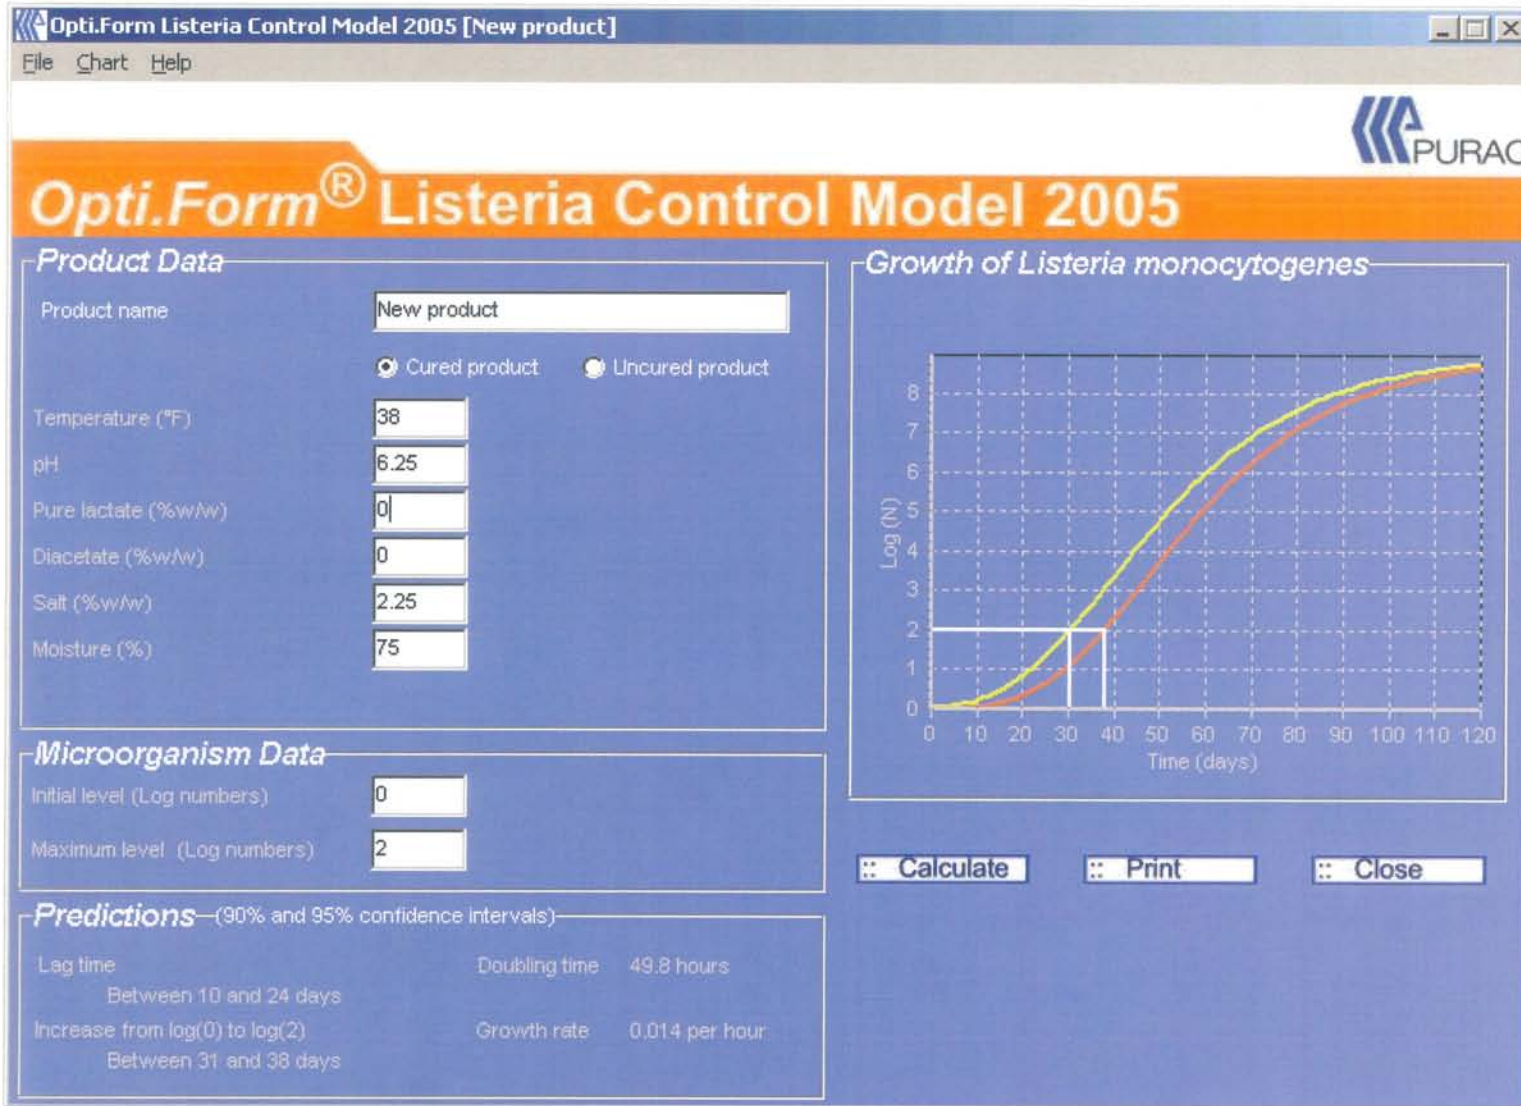 Opti.Form Listeria Control Model 2005 [New product]
File Chart Help
PURAC
Opti.Form® Listeria Control Model 2005
Product Data
Product name New product
Cured product Uncured product
Temperature (°F) 38
pH 6.25
Pure lactate (%w/w) 0
Diacetate (%w/w) 0
Salt (%w/w) 2.25
Moisture (%) 75
Microorganism Data
Initial level (Log numbers) 0
Maximum level (Log numbers) 2
Predictions (90% and 95% confidence intervals)
Lag time Doubling time 49.8 hours
Between 10 and 24 days
Increase from log(0) to log(2) Growth rate 0.014 per hour
Between 31 and 38 days
Growth of Listeria monocytogenes
8
7
6
5
4
3
2
1
0
Log (N)
0 10 20 30 40 50 60 70 80 90 100 110 120
Time (days)
:: Calculate :: Print :: Close